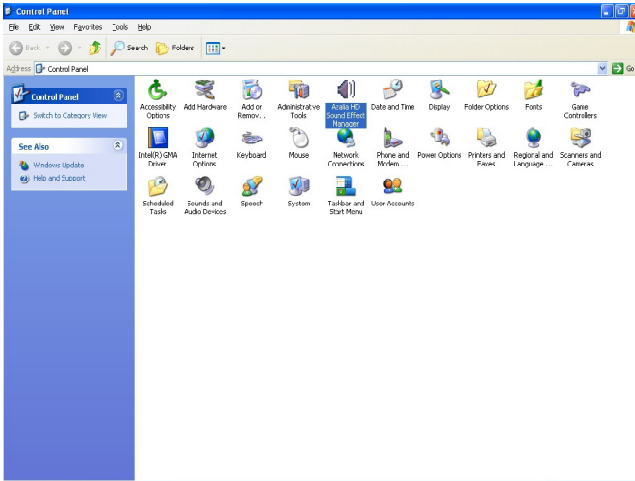 Control Panel
File Edit View Favorites Tools Help
Back Search Folders
Address Control Panel Go
Control Panel
Switch to Category View
See Also
Windows Update
Help and Support
Accessibility Options
Add Hardware
Add or Remov...
Administrative Tools
Azalia HD Sound Effect Manager
Date and Time
Display
Folder Options
Fonts
Game Controllers
Intel(R) GMA Driver
Internet Options
Keyboard
Mouse
Network Connections
Phone and Modem ...
Power Options
Printers and Faxes
Regional and Language ...
Scanners and Cameras
Scheduled Tasks
Sounds and Audio Devices
Speech
System
Taskbar and Start Menu
User Accounts